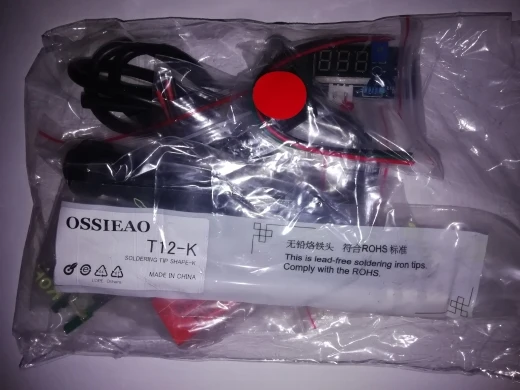 888
OSSIEAO
T12-K
SOLDERING TIP SHAPE-K
MADE IN CHINA
无铅烙铁头 符合ROHS 标准
This is lead-free soldering iron tips.
Comply with the ROHS.